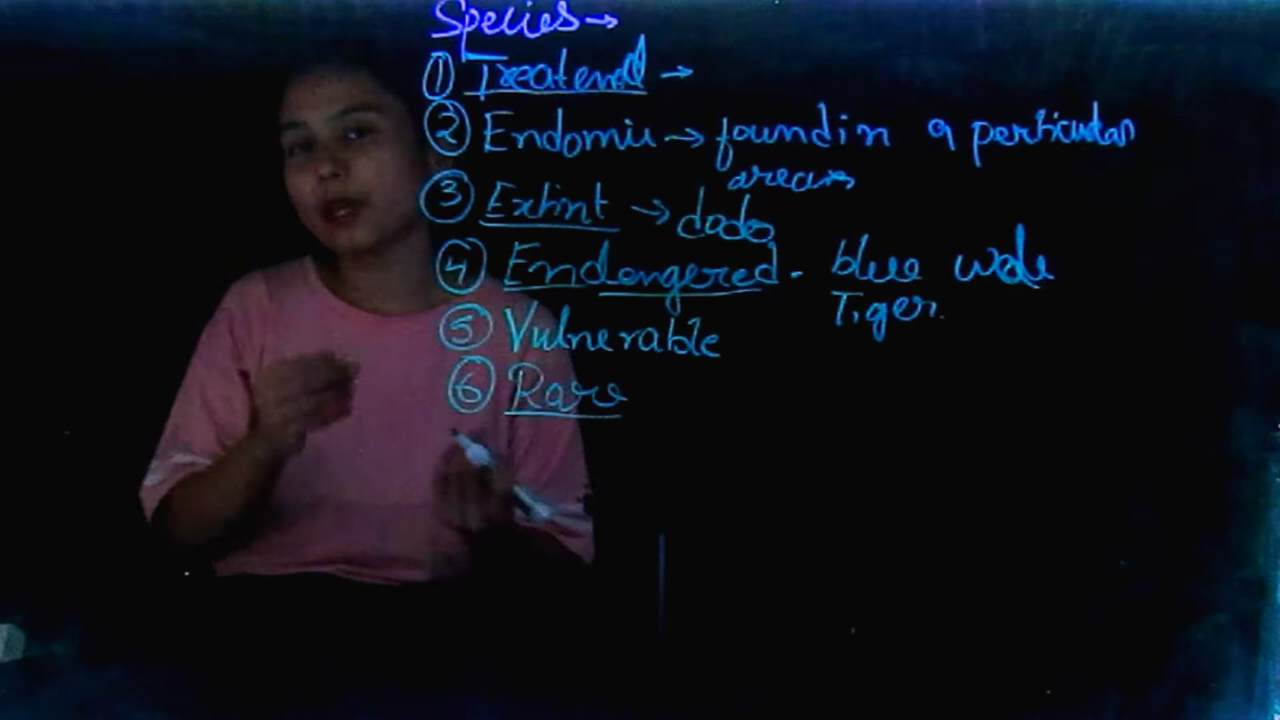 Species →
① Treatend →
② Endomic → found in a perticular
areas
③ Extint → dodo
④ Endengered - blue wale
Tiger.
⑤ Vulnerable
⑥ Rare